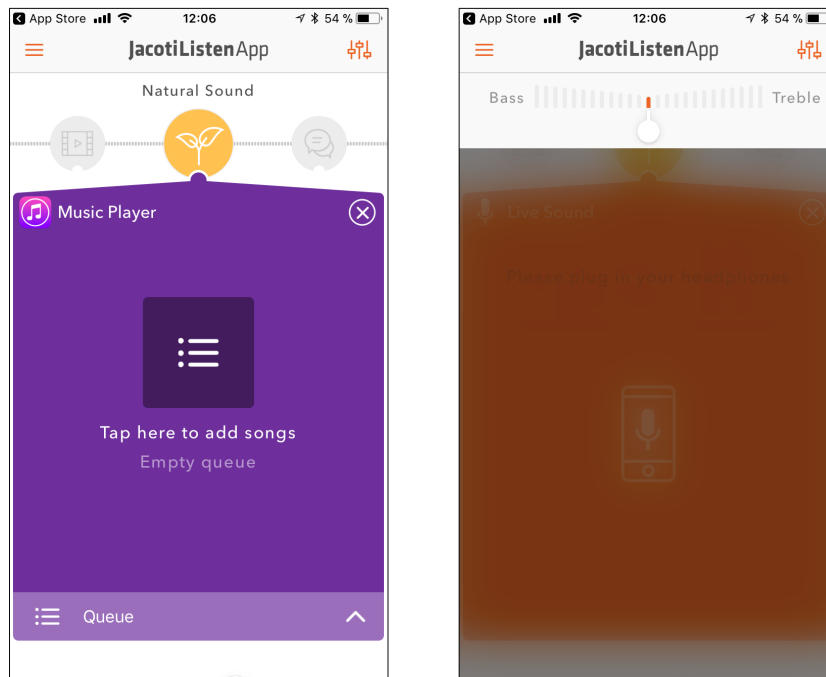 App Store 12:06 54 %
JacotiListenApp
Natural Sound
Music Player
Tap here to add songs
Empty queue
Queue
App Store 12:06 54 %
JacotiListenApp
Bass Treble
Live Sound
Please plug in your headphones